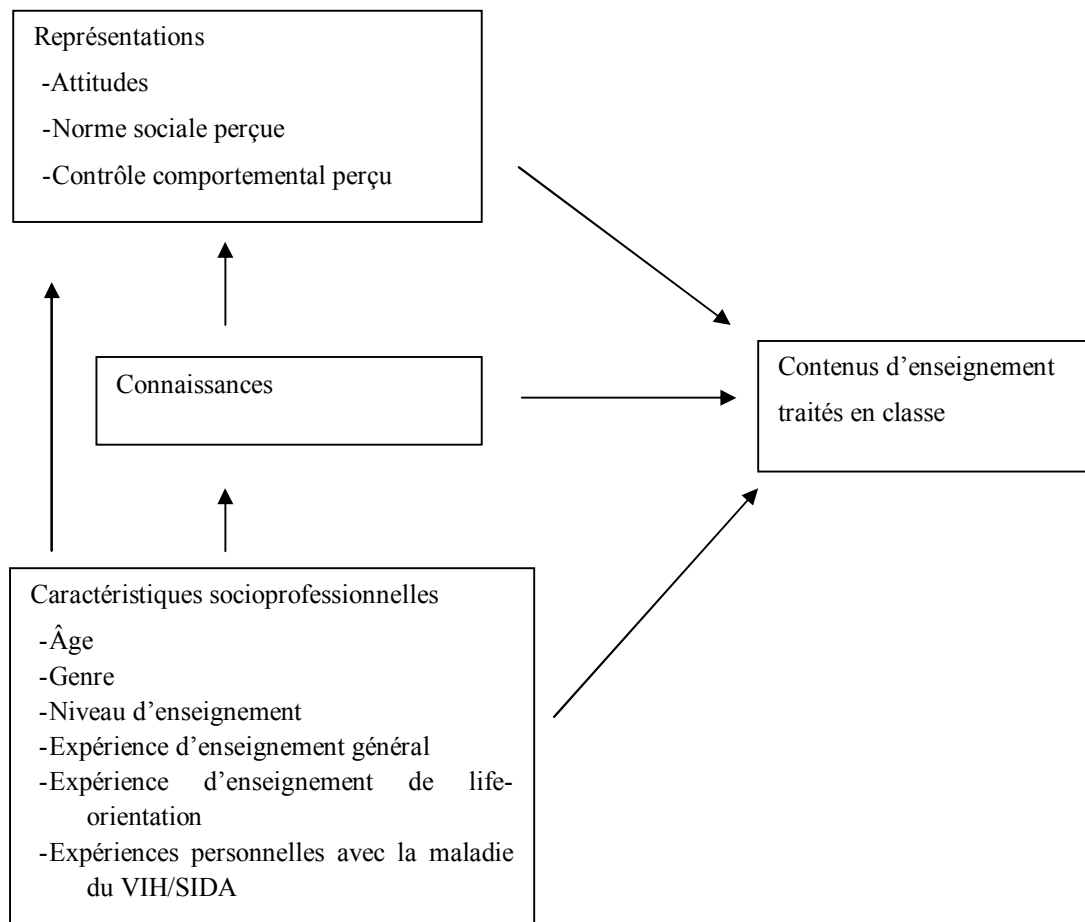 Représentations
-Attitudes
-Norme sociale perçue
-Contrôle comportemental perçu
Connaissances
Contenus d'enseignement
traités en classe
Caractéristiques socioprofessionnelles
-Âge
-Genre
-Niveau d'enseignement
-Expérience d'enseignement général
-Expérience d'enseignement de life-
orientation
-Expériences personnelles avec la maladie
du VIH/SIDA